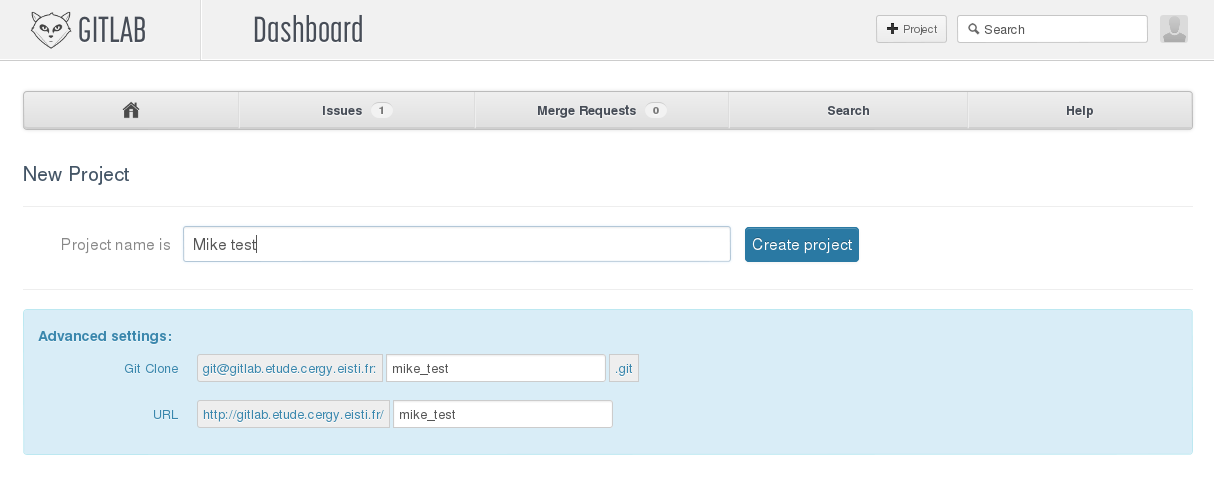 GITLAB Dashboard Project Search
Issues 1 Merge Requests 0 Search Help
New Project
Project name is Mike test Create project
Advanced settings:
Git Clone git@gitlab.etude.cergy.eisti.fr: mike_test .git
URL http://gitlab.etude.cergy.eisti.fr/ mike_test